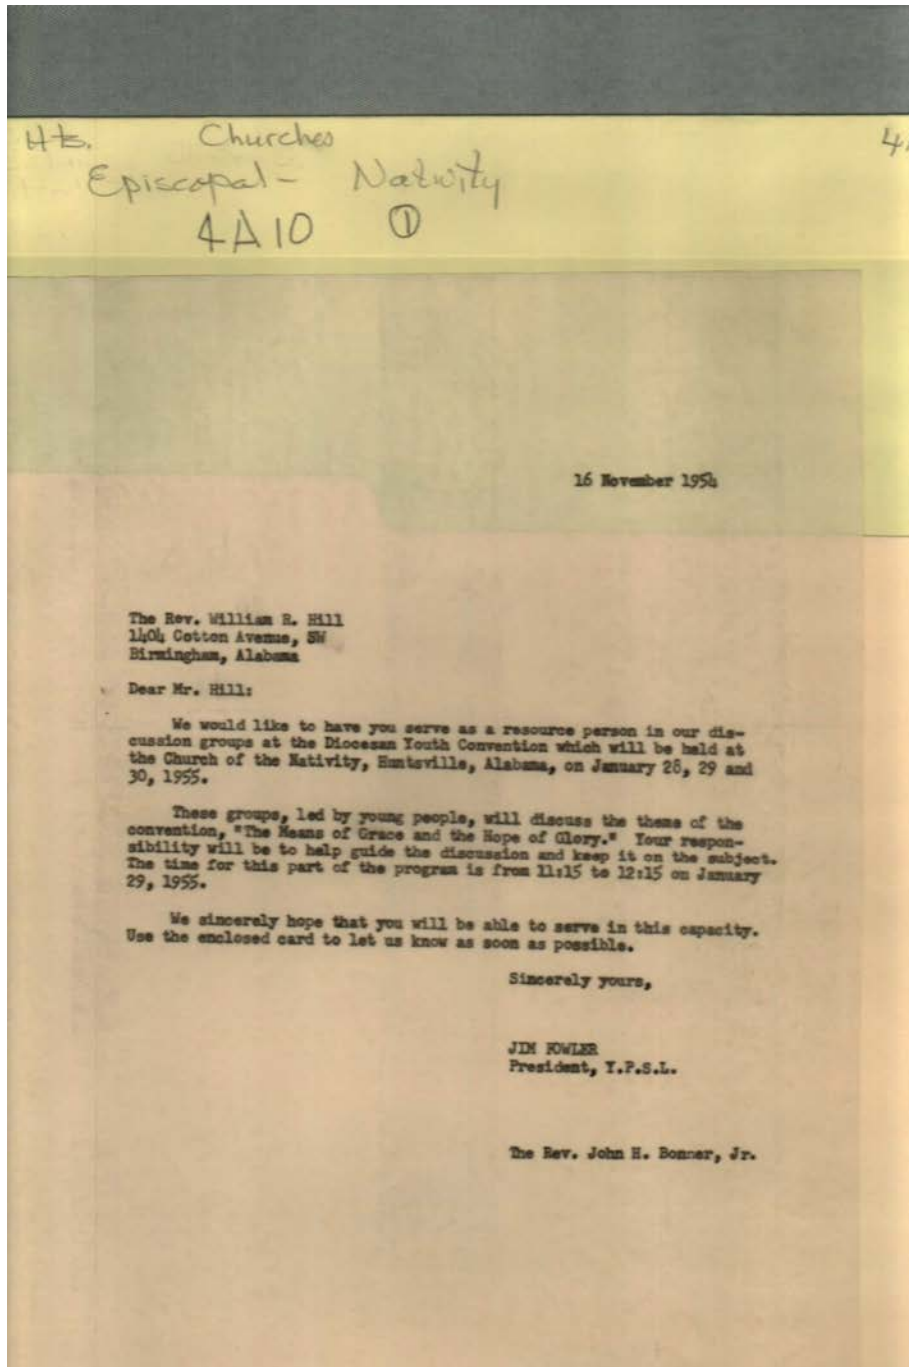 Hts. Churches 4
Episcopal - Nativity
4A10 ①
16 November 1954
The Rev. William R. Hill
1404 Cotton Avenue, SW
Birmingham, Alabama
Dear Mr. Hill:
We would like to have you serve as a resource person in our dis-
cussion groups at the Diocesan Youth Convention which will be held at
the Church of the Nativity, Huntsville, Alabama, on January 28, 29 and
30, 1955.
These groups, led by young people, will discuss the theme of the
convention, "The Means of Grace and the Hope of Glory." Your respon-
sibility will be to help guide the discussion and keep it on the subject.
The time for this part of the program is from 11:15 to 12:15 on January
29, 1955.
We sincerely hope that you will be able to serve in this capacity.
Use the enclosed card to let us know as soon as possible.
Sincerely yours,
JIM FOWLER
President, Y.P.S.L.
The Rev. John H. Bonner, Jr.